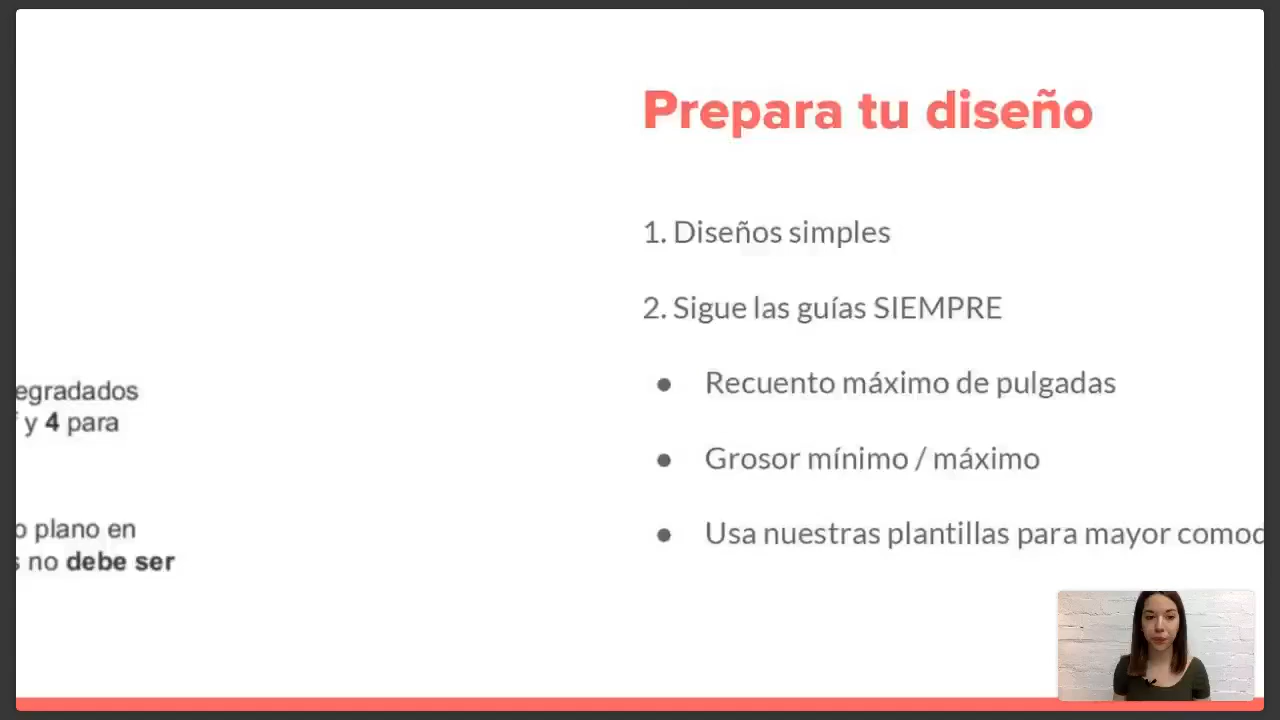 Prepara tu diseño
1. Diseños simples
2. Sigue las guías SIEMPRE
● Recuento máximo de pulgadas
● Grosor mínimo / máximo
● Usa nuestras plantillas para mayor
egradados
y 4 para
o plano en
no debe ser